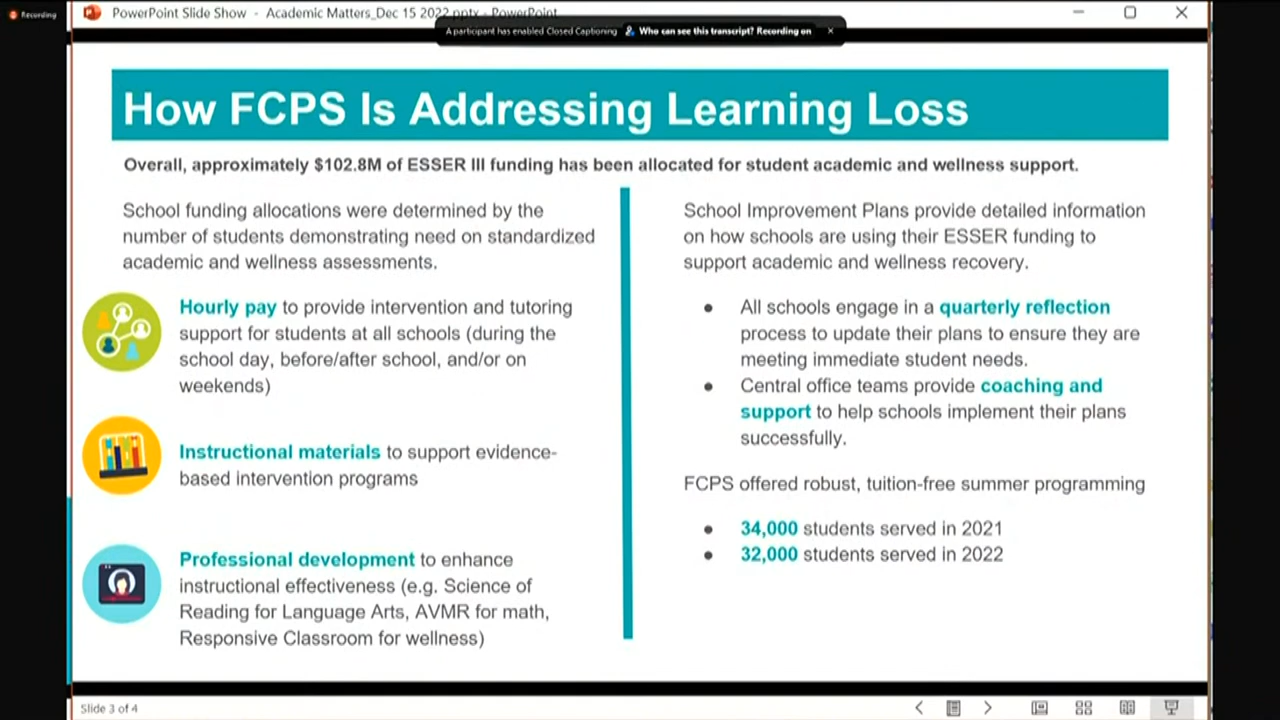 Recording
PowerPoint Slide Show - Academic Matters_Dec 15 2022.pptx - PowerPoint
A participant has enabled Closed Captioning Who can see this transcript? Recording on
How FCPS Is Addressing Learning Loss
Overall, approximately $102.8M of ESSER III funding has been allocated for student academic and wellness support.
School funding allocations were determined by the
number of students demonstrating need on standardized
academic and wellness assessments.
Hourly pay to provide intervention and tutoring
support for students at all schools (during the
school day, before/after school, and/or on
weekends)
Instructional materials to support evidence-
based intervention programs
Professional development to enhance
instructional effectiveness (e.g. Science of
Reading for Language Arts, AVMR for math,
Responsive Classroom for wellness)
School Improvement Plans provide detailed information
on how schools are using their ESSER funding to
support academic and wellness recovery.
● All schools engage in a quarterly reflection
process to update their plans to ensure they are
meeting immediate student needs.
● Central office teams provide coaching and
support to help schools implement their plans
successfully.
FCPS offered robust, tuition-free summer programming
● 34,000 students served in 2021
● 32,000 students served in 2022
Slide 3 of 4